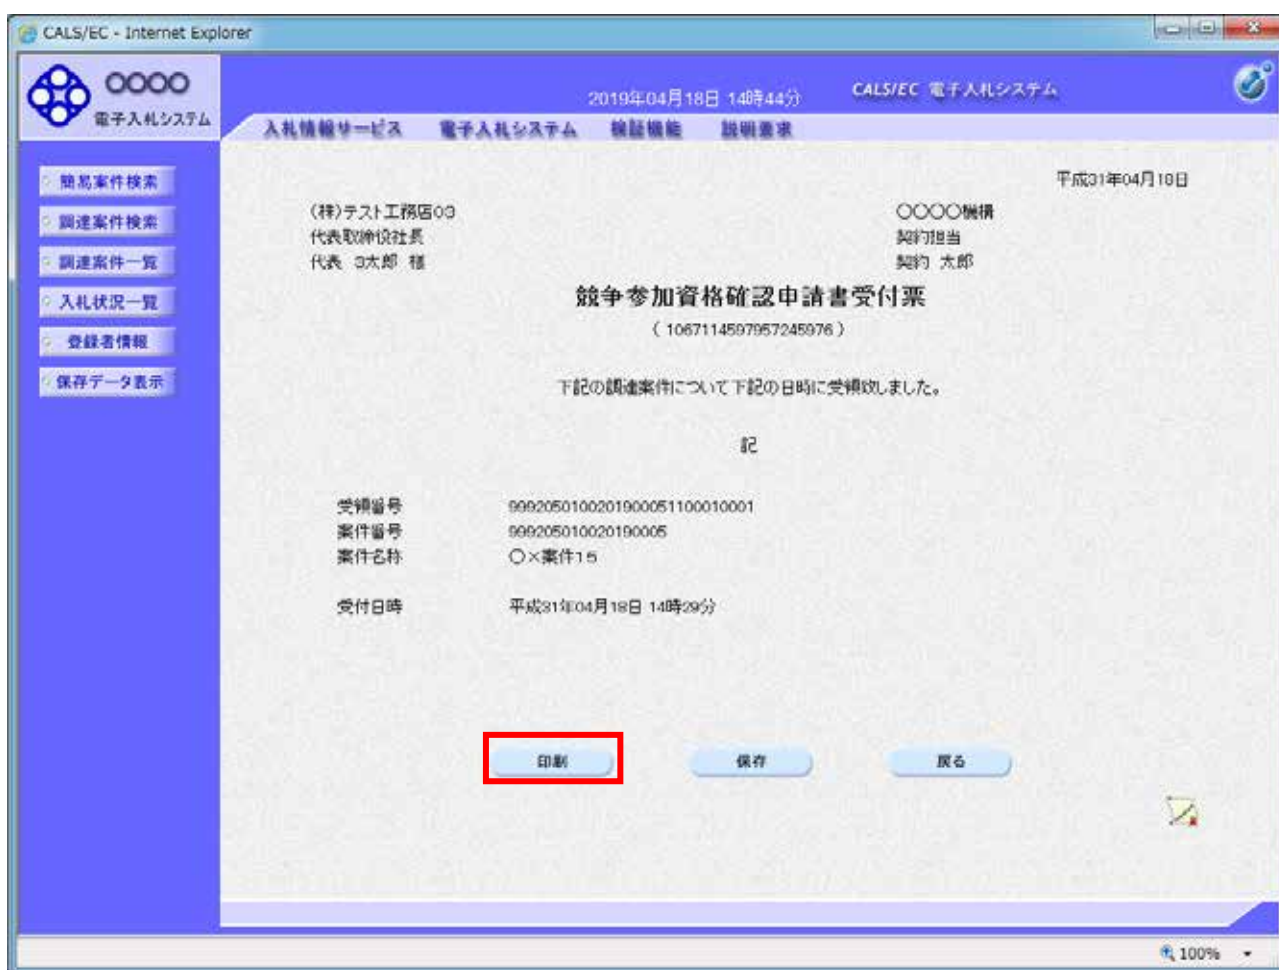 CALS/EC - Internet Explorer
〇〇〇〇
電子入札システム
2019年04月18日 14時44分
CALS/EC 電子入札システム
入札情報サービス 電子入札システム 検証機能 説明要求
簡易案件検索
調達案件検索
調達案件一覧
入札状況一覧
登録者情報
保存データ表示
平成31年04月18日
(株)テスト工務店03
代表取締役社長
代表 3太郎 様
〇〇〇〇機構
契約担当
契約 太郎
競争参加資格確認申請書受付票
( 1067114597957245976 )
下記の調達案件について下記の日時に受領致しました。
記
受領番号 9992050100201900051100010001
案件番号 999205010020190005
案件名称 〇×案件15
受付日時 平成31年04月18日 14時29分
印刷 保存 戻る
100%